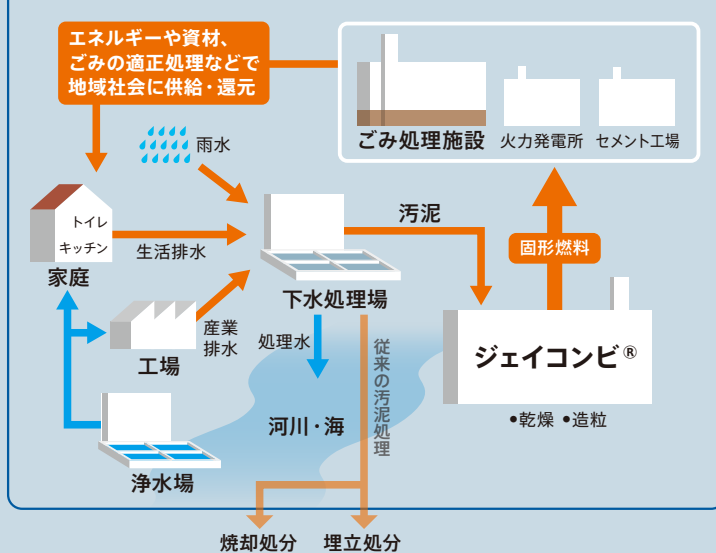 エネルギーや資材、
ごみの適正処理などで
地域社会に供給・還元
ごみ処理施設
火力発電所
セメント工場
雨水
トイレ
キッチン
家庭
生活排水
汚泥
固形燃料
下水処理場
工場
産業
排水
処理水
従来の汚泥処理
ジェイコンビ®
•乾燥 •造粒
河川・海
浄水場
焼却処分
埋立処分